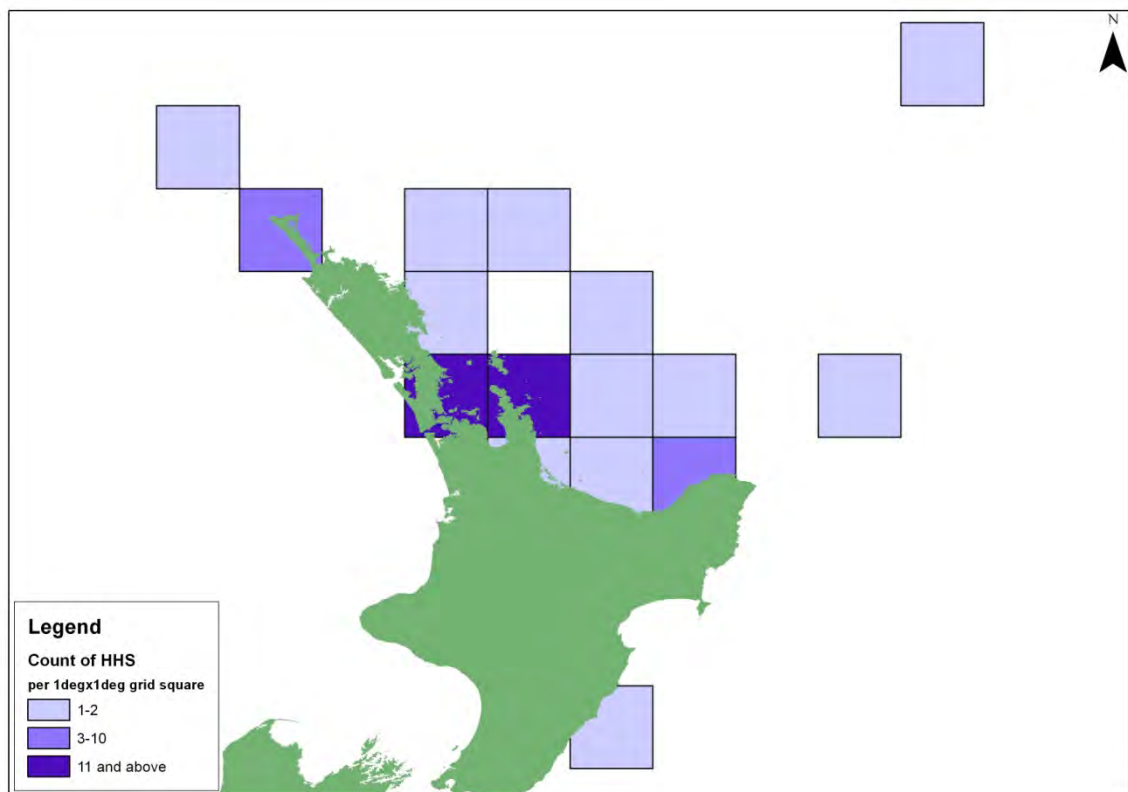 N
Legend
Count of HHS
per 1degx1deg grid square
1-2
3-10
11 and above